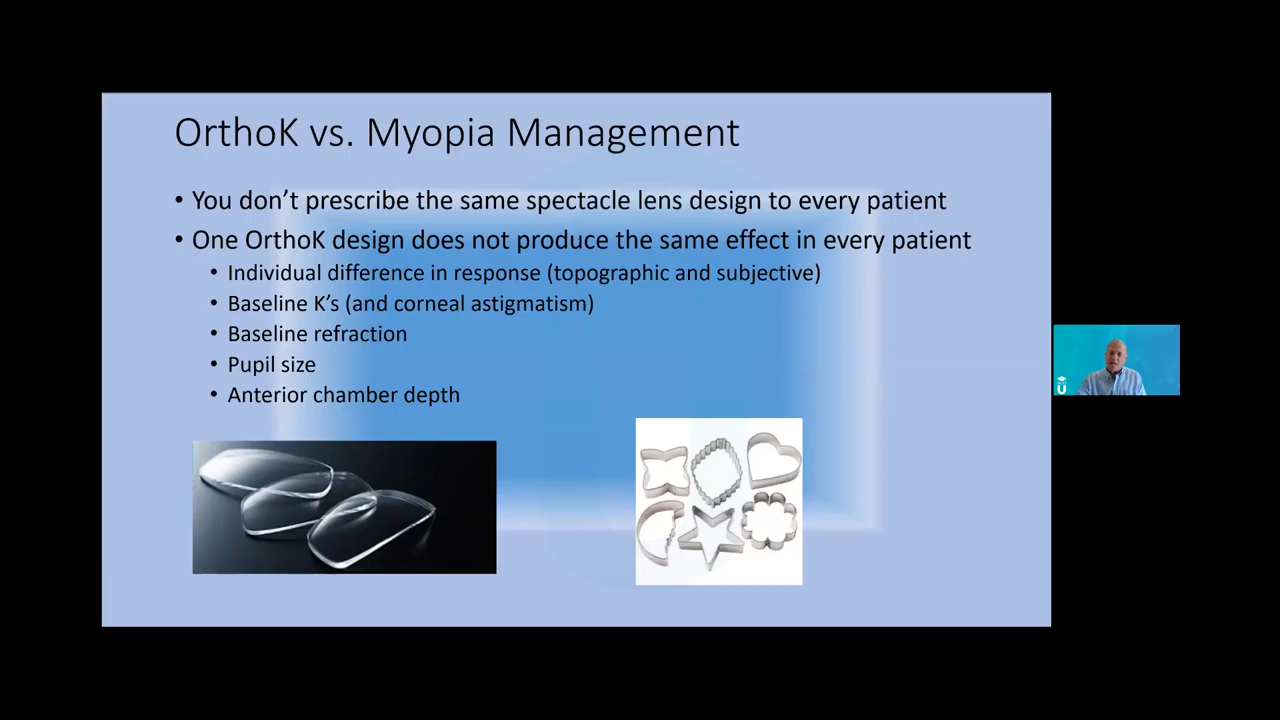 OrthoK vs. Myopia Management
• You don’t prescribe the same spectacle lens design to every patient
• One OrthoK design does not produce the same effect in every patient
• Individual difference in response (topographic and subjective)
• Baseline K’s (and corneal astigmatism)
• Baseline refraction
• Pupil size
• Anterior chamber depth
U